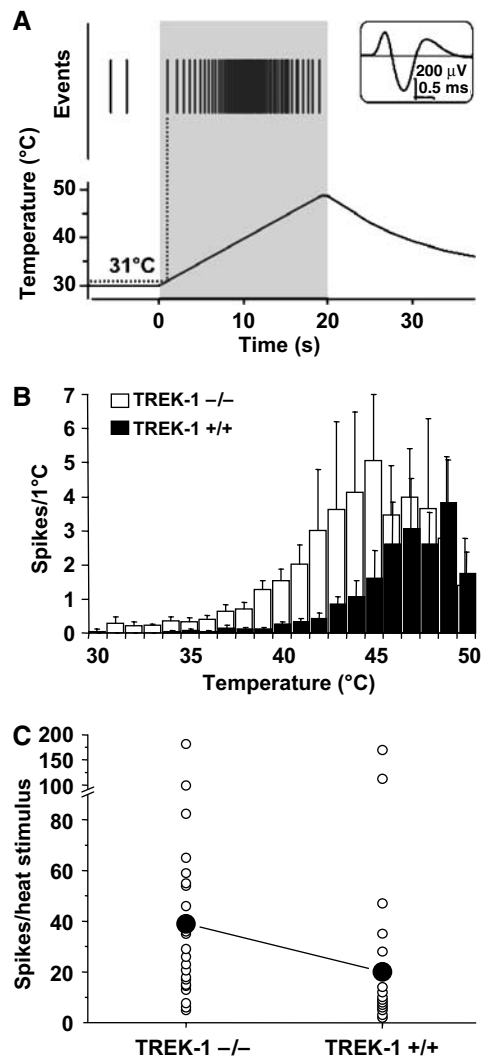 A
Events
200 µV
0.5 ms
Temperature (°C)
50
40
30
31°C
0
10
20
30
Time (s)
B
TREK-1 –/–
TREK-1 +/+
Spikes/1°C
7
6
5
4
3
2
1
0
30
35
40
45
50
Temperature (°C)
C
Spikes/heat stimulus
200
150
100
80
60
40
20
0
TREK-1 –/–
TREK-1 +/+